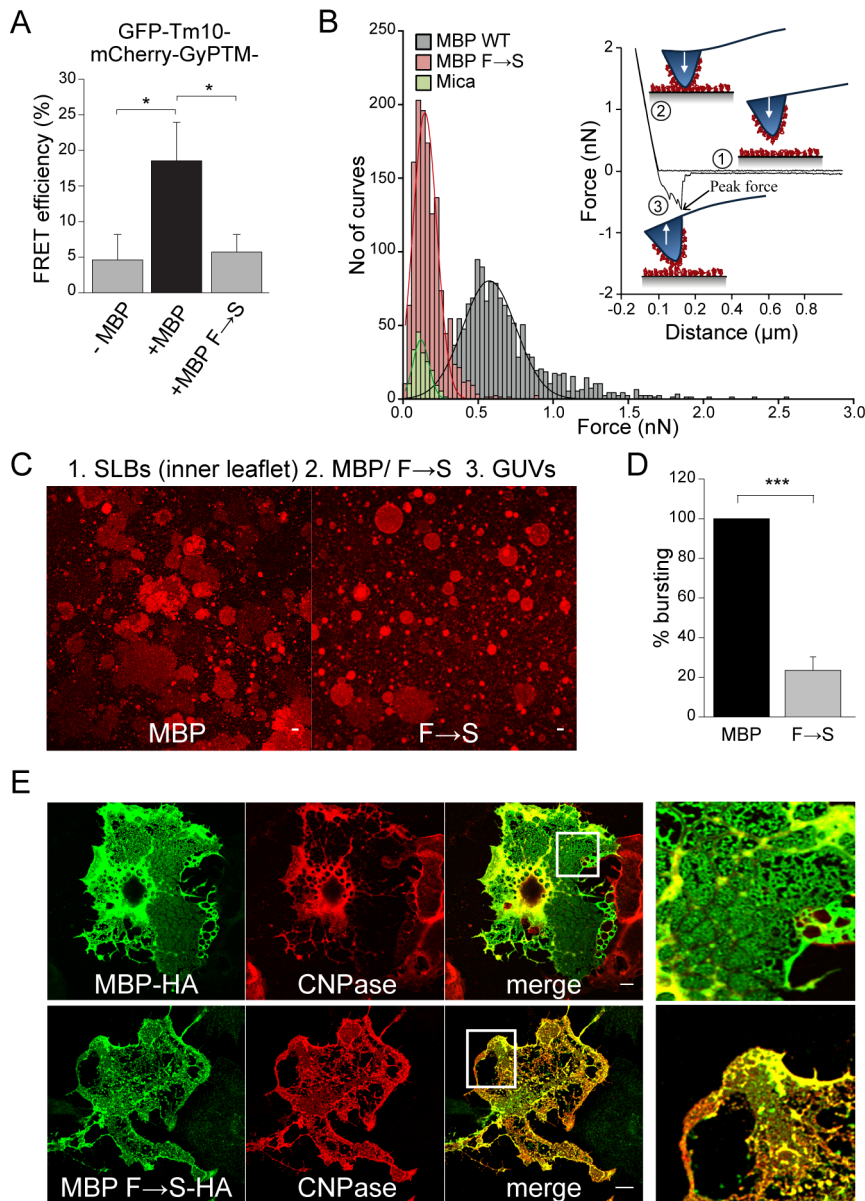 A
GFP-Tm10-
mCherry-GyPTM-
30
25
20
15
10
5
0
FRET efficiency (%)
*
*
- MBP
+MBP
+MBP F→S
B
MBP WT
MBP F→S
Mica
200
150
100
50
0
No of curves
0.0
0.5
1.0
1.5
2.0
2.5
3.0
Force (nN)
2
1
0
-1
-2
Force (nN)
-0.2
0.1
0.2
0.4
0.6
0.8
Distance (µm)
2
1
3
Peak force
C
1. SLBs (inner leaflet) 2. MBP/ F→S 3. GUVs
MBP
F→S
D
120
100
80
60
40
20
0
% bursting
***
MBP
F→S
E
MBP-HA
CNPase
merge
MBP F→S-HA
CNPase
merge